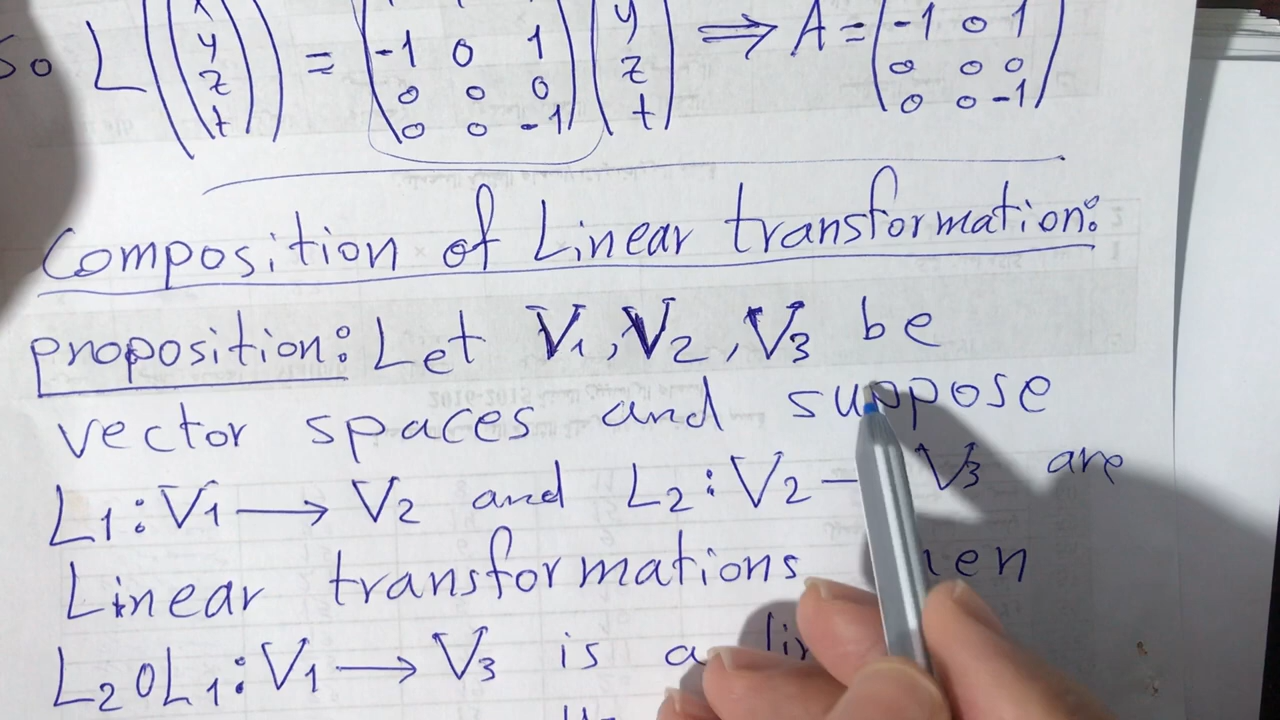 So L ( y z t ) = ( -1 0 1 0 0 0 0 0 -1 ) ( y z t ) ⟹ A = ( -1 0 1 0 0 0 0 0 -1 )
Composition of Linear transformation:
proposition: Let V1, V2, V3 be
vector spaces and suppose
L1: V1 → V2 and L2: V2 — V3 are
Linear transformations
L2OL1: V1 → V3 is a